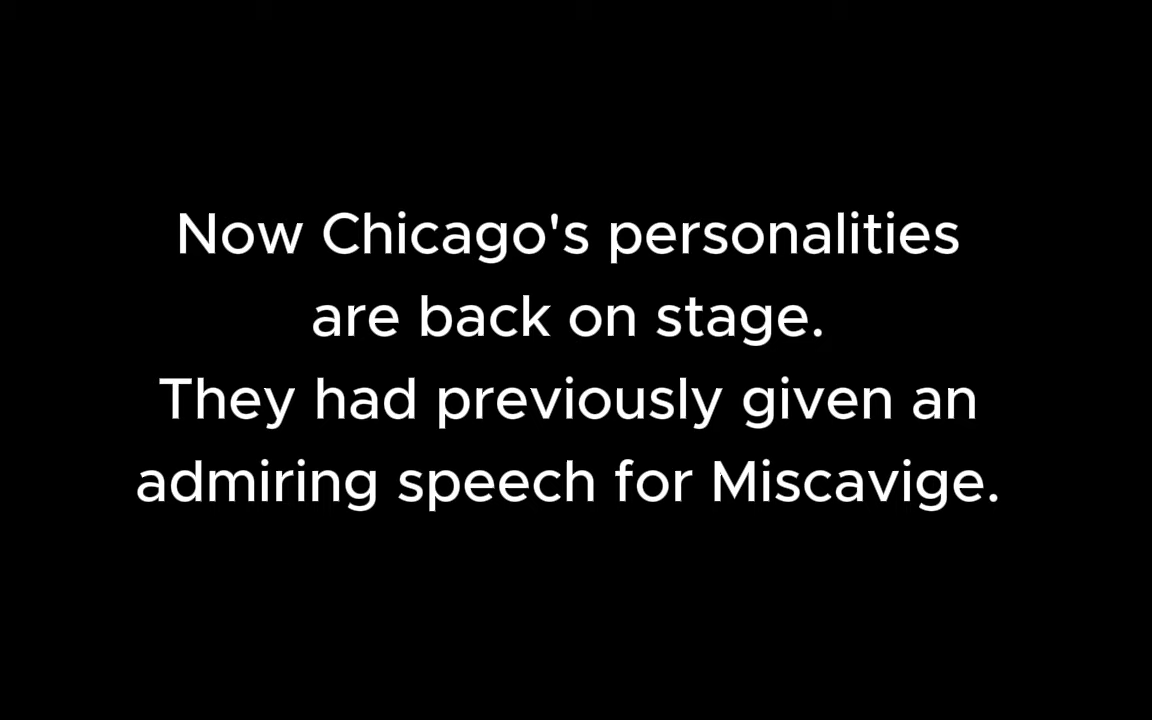 Now Chicago's personalities
are back on stage.
They had previously given an
admiring speech for Miscavige.